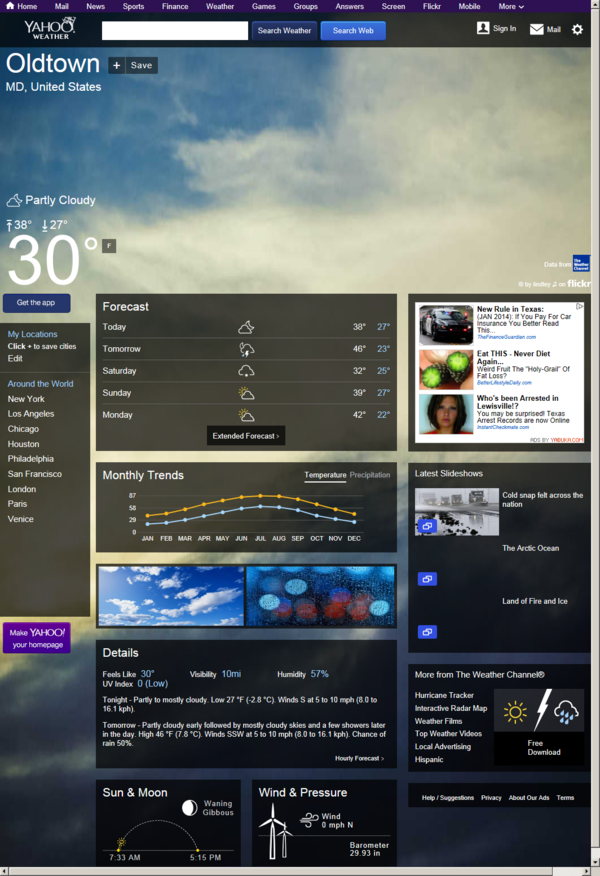 Home Mail News Sports Finance Weather Games Groups Answers Screen Flickr Mobile More
YAHOO! WEATHER
Search Weather
Search Web
Sign In
Mail
Oldtown
+ Save
MD, United States
Partly Cloudy
38° 27°
30°
F
Data from
The Weather Channel
on flickr
Get the app
My Locations
Click + to save cities
Edit
Around the World
New York
Los Angeles
Chicago
Houston
Philadelphia
San Francisco
London
Paris
Venice
Make YAHOO!
your homepage
Forecast
Today 38° 27°
Tomorrow 46° 23°
Saturday 32° 25°
Sunday 39° 27°
Monday 42° 22°
Extended Forecast >
New Rule in Texas:
(JAN 2014): If You Pay For Car
Insurance You Better Read
This...
TheFinanceGuardian.com
Eat THIS - Never Diet
Again...
Weird Fruit The "Holy-Grail" Of
Fat Loss?
BetterLifestyleDaily.com
Who's been Arrested in
Lewisville!?
You may be surprised! Texas
Arrest Records are now Online
InstantCheckmate.com
ADS BY YABUKA.COM
Monthly Trends
Temperature Precipitation
87
58
29
0
JAN FEB MAR APR MAY JUN JUL AUG SEP OCT NOV DEC
Latest Slideshows
Cold snap felt across the
nation
The Arctic Ocean
Land of Fire and Ice
Details
Feels Like 30° Visibility 10mi Humidity 57%
UV Index 0 (Low)
Tonight - Partly to mostly cloudy. Low 27 °F (-2.8 °C). Winds S at 5 to 10 mph (8.0 to
16.1 kph).
Tomorrow - Partly cloudy early followed by mostly cloudy skies and a few showers later
in the day. High 46 °F (7.8 °C). Winds SSW at 5 to 10 mph (8.0 to 16.1 kph). Chance of
rain 50%.
Hourly Forecast >
More from The Weather Channel®
Hurricane Tracker
Interactive Radar Map
Weather Films
Top Weather Videos
Local Advertising
Hispanic
Free
Download
Sun & Moon
Waning
Gibbous
7:33 AM 5:15 PM
Wind & Pressure
Wind
0 mph N
Barometer
29.93 in
Help / Suggestions Privacy About Our Ads Terms